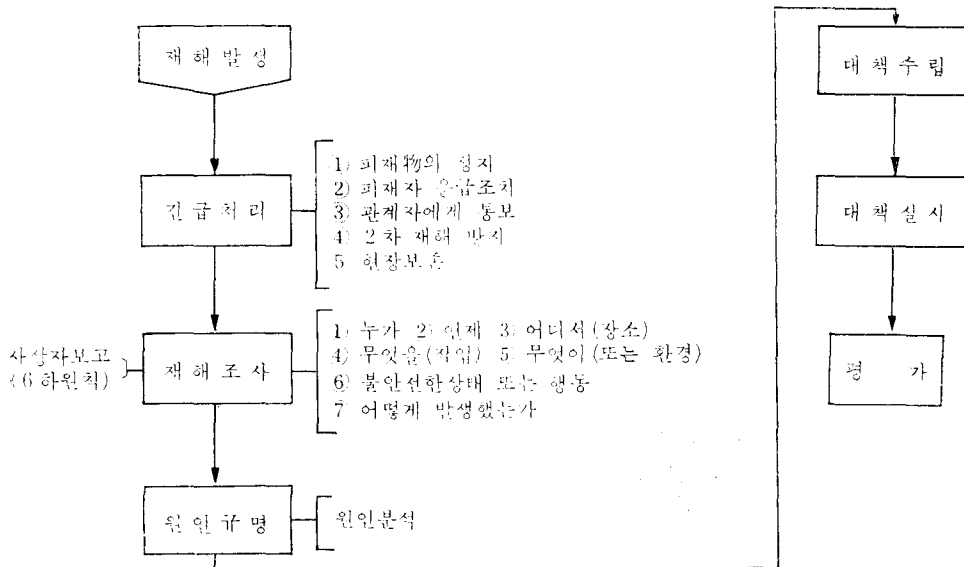 재해발생
긴급처리
1) 피재物의 정지
2) 피재자 응급조치
3) 관계자에게 통보
4) 2차 재해 방지
5 현장보존
사상자보고
(6하원칙)
재해조사
1) 누가 2) 언제 3) 어디서(장소)
4) 무엇을(작업) 5 무엇이(또는 환경)
6) 불안전한상태 또는 행동
7 어떻게 발생했는가
원인규명
원인분석
대책수립
대책실시
평 가